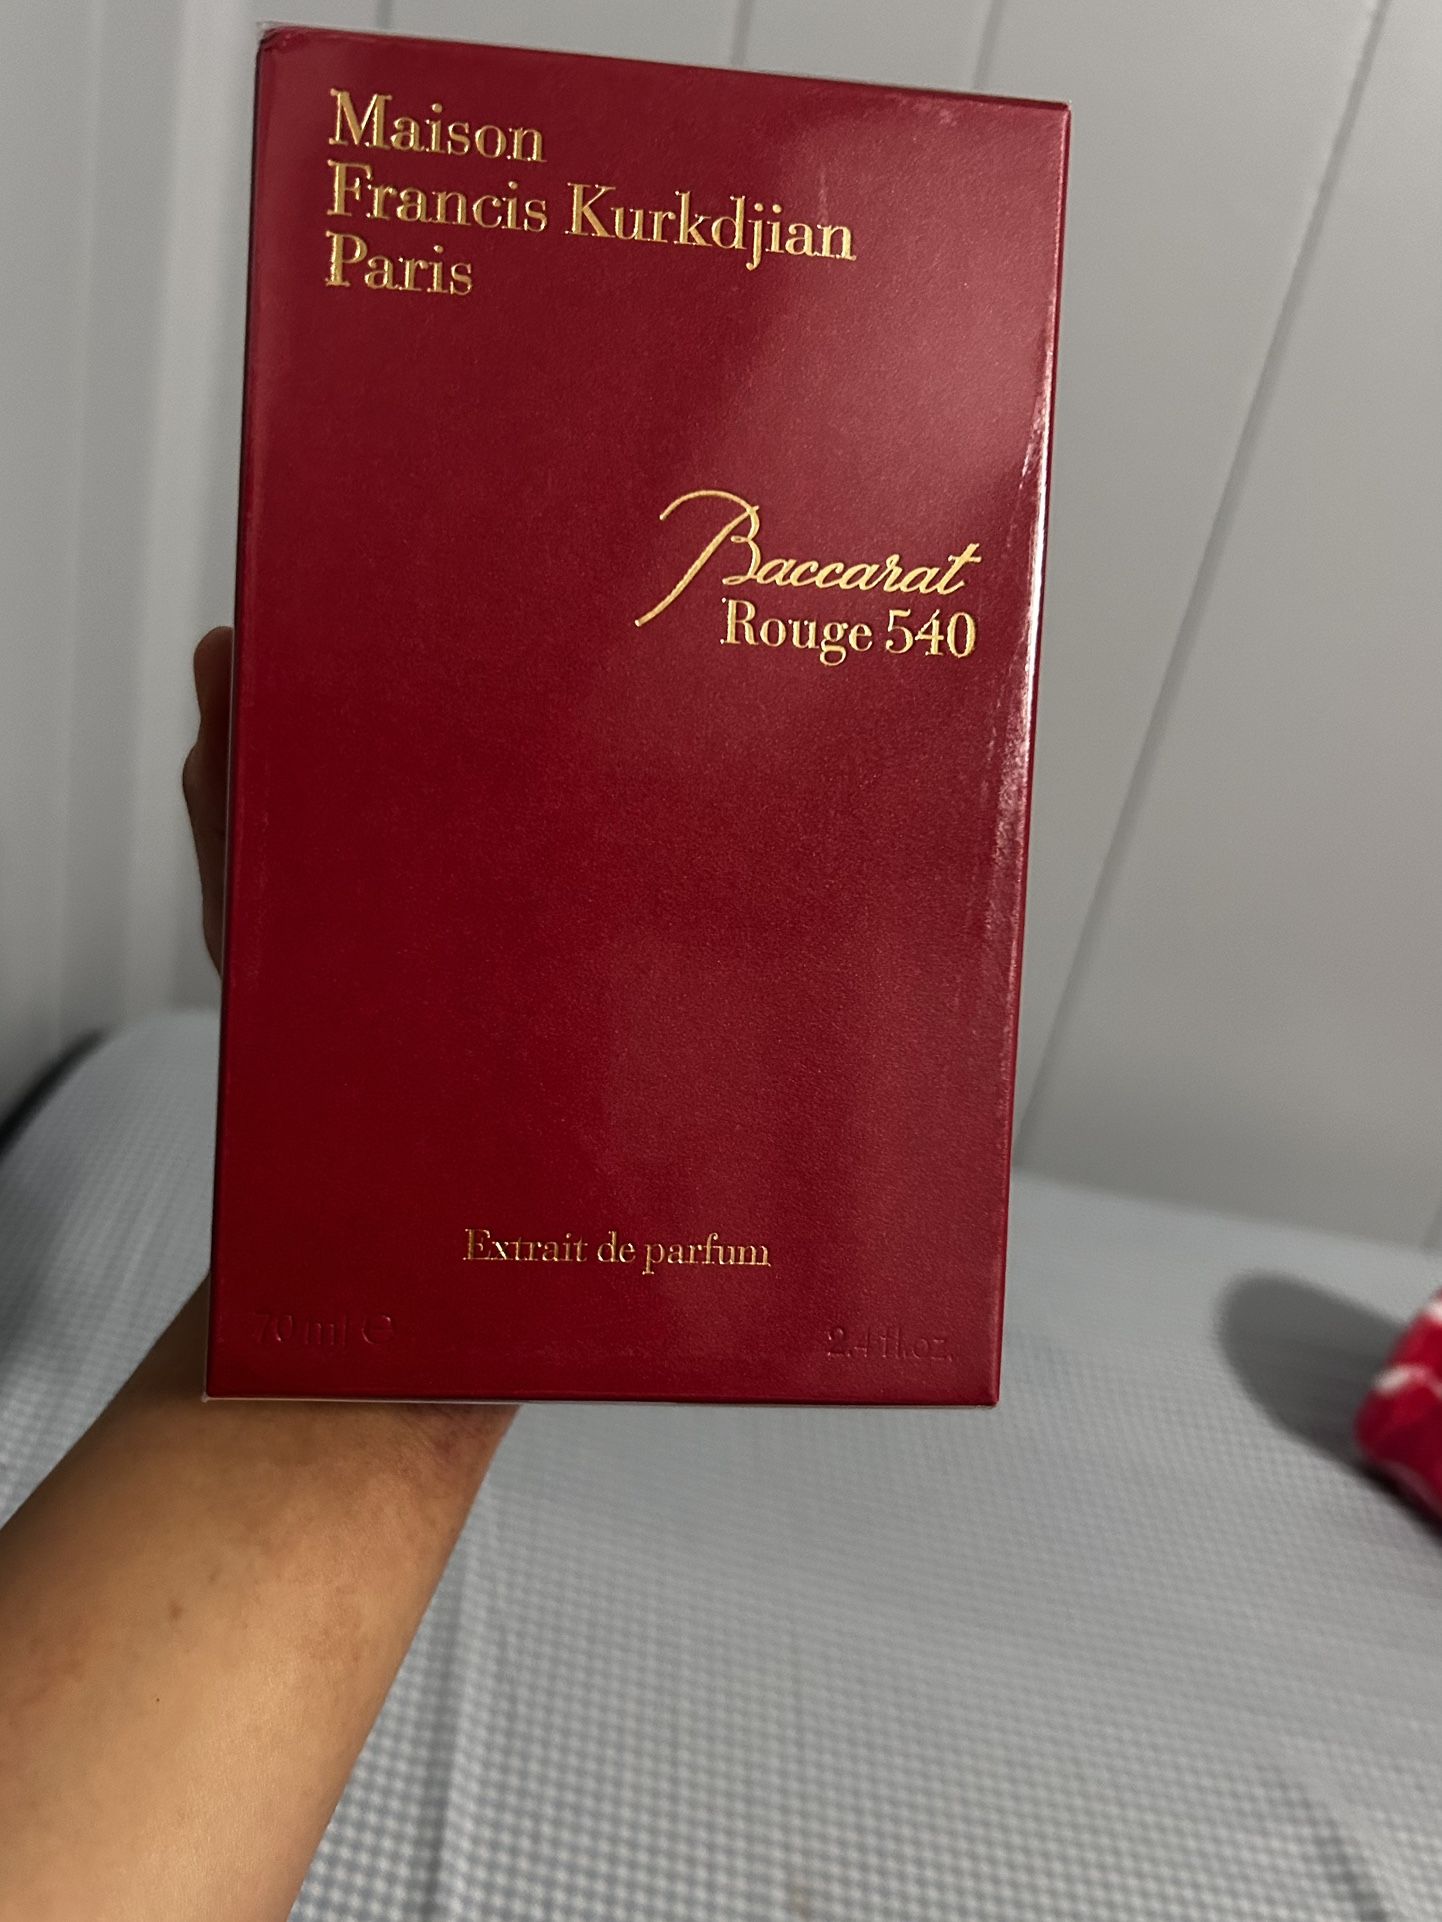 Maison
Francis Kurkdjian
Paris
Baccarat
Rouge 540
Extrait de parfum
70 ml ℮
2.4 fl.oz.